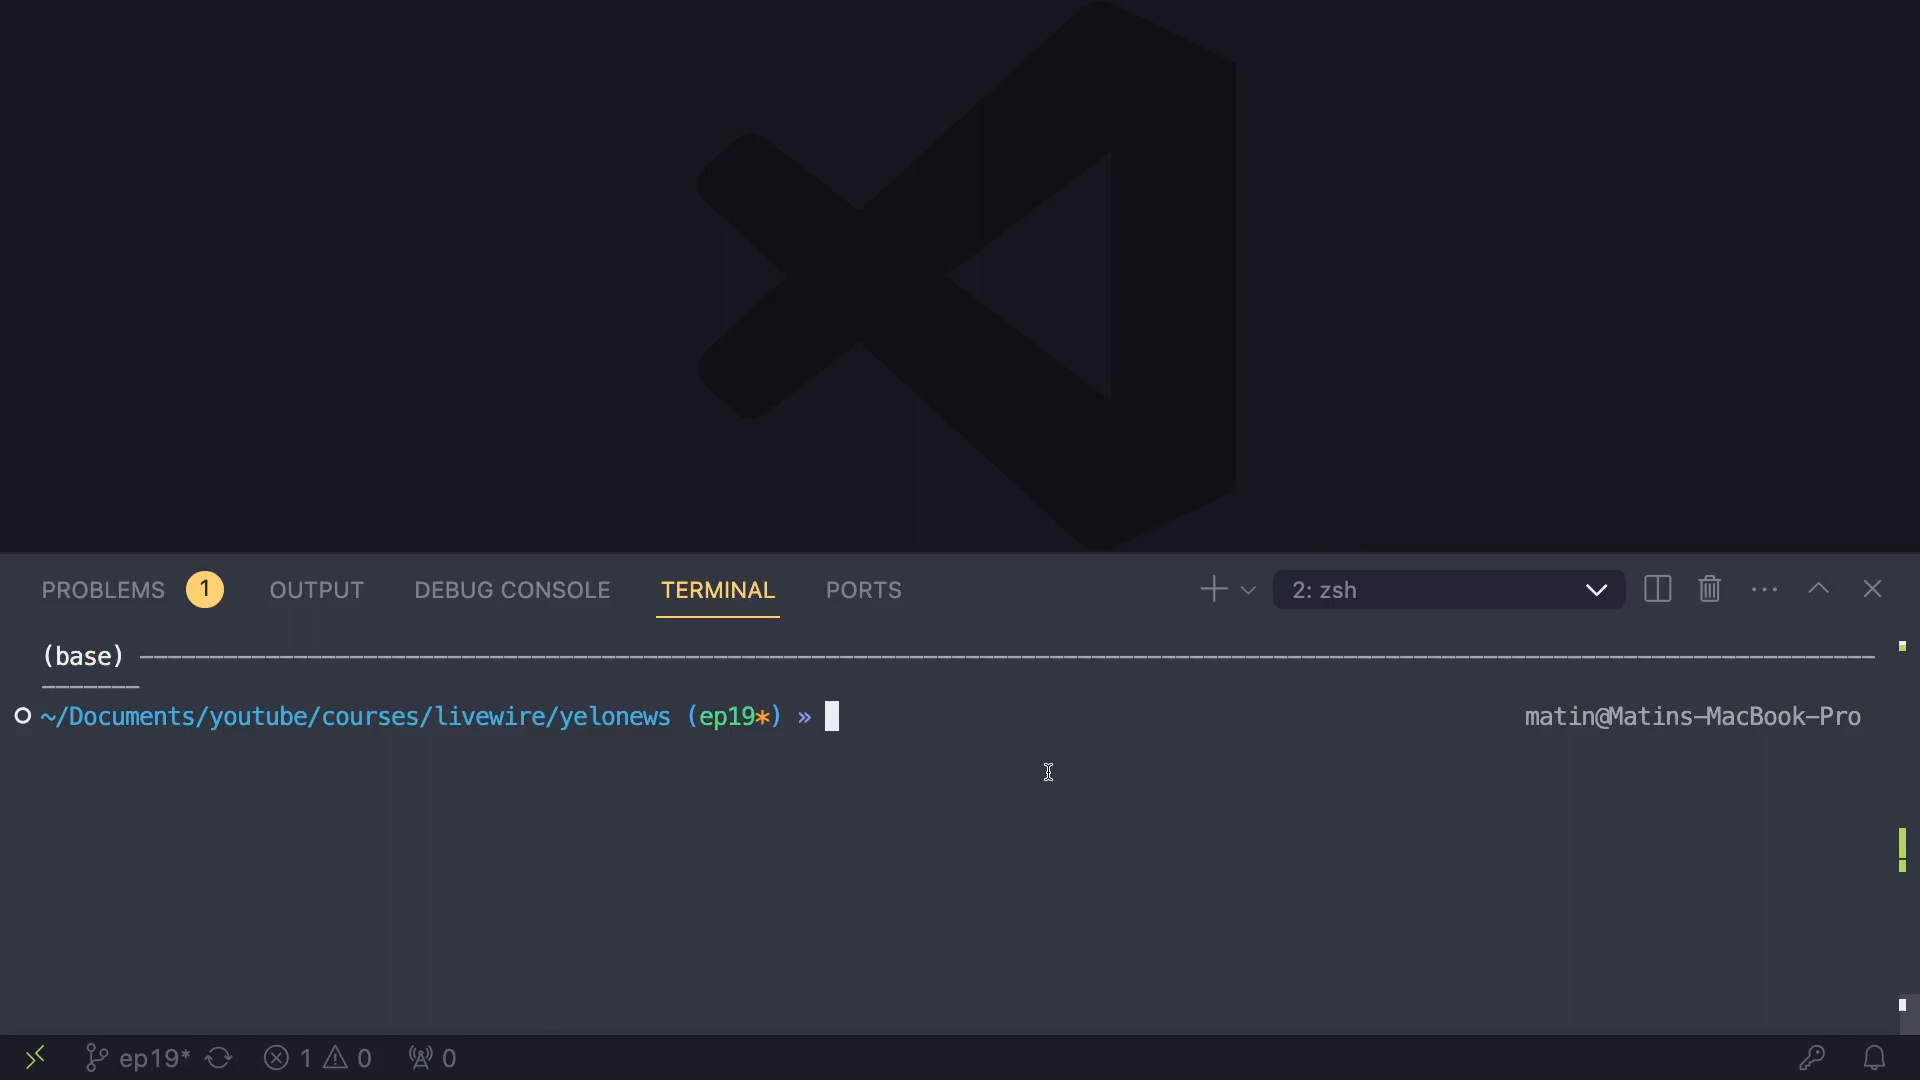 PROBLEMS 1 OUTPUT DEBUG CONSOLE TERMINAL PORTS 2: zsh
(base)
~/Documents/youtube/courses/livewire/yelonews (ep19*) » matin@Matins-MacBook-Pro
ep19* 1 0 0